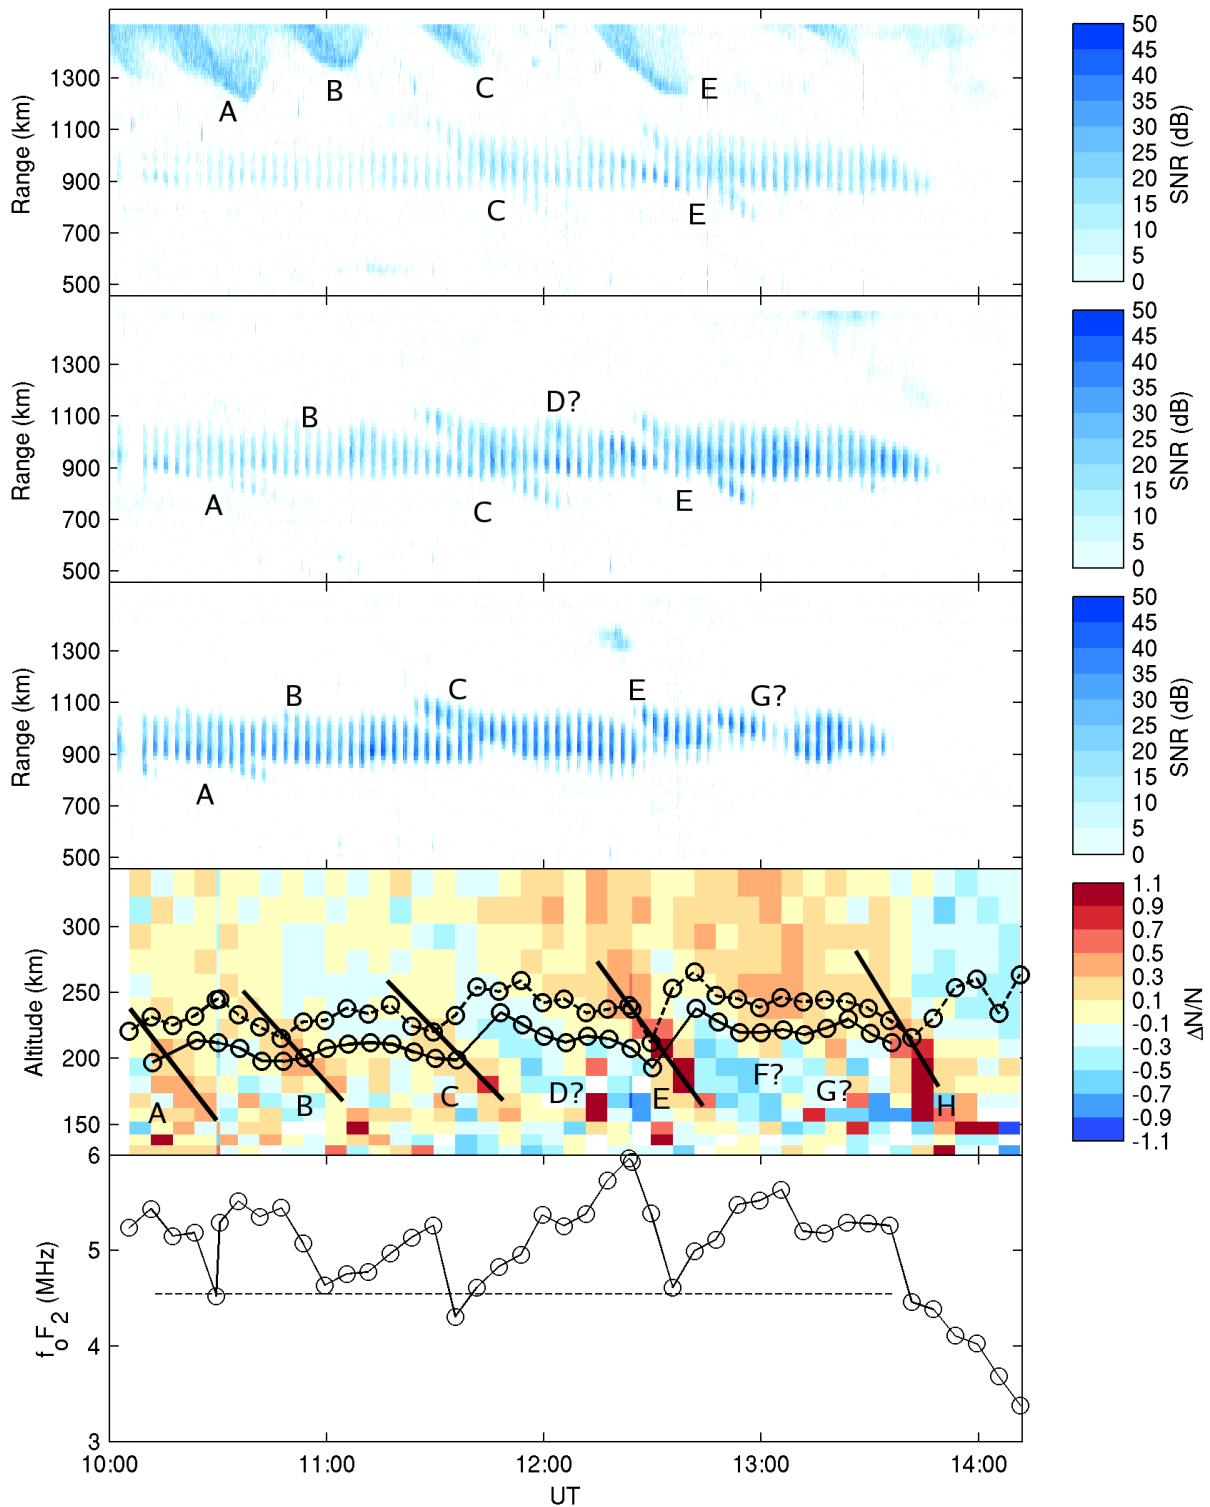 1300
1100
900
700
500
Range (km)
A
B
C
E
C
E
50
45
40
35
30
25
20
15
10
5
0
SNR (dB)
1300
1100
900
700
500
Range (km)
B
D?
A
C
E
50
45
40
35
30
25
20
15
10
5
0
SNR (dB)
1300
1100
900
700
500
Range (km)
B
C
E
G?
A
50
45
40
35
30
25
20
15
10
5
0
SNR (dB)
300
250
200
150
Altitude (km)
A
B
C
D?
E
F?
G?
H
1.1
0.9
0.7
0.5
0.3
0.1
-0.1
-0.3
-0.5
-0.7
-0.9
-1.1
ΔN/N
6
5
4
3
foF2 (MHz)
10:00 11:00 12:00 13:00 14:00
UT